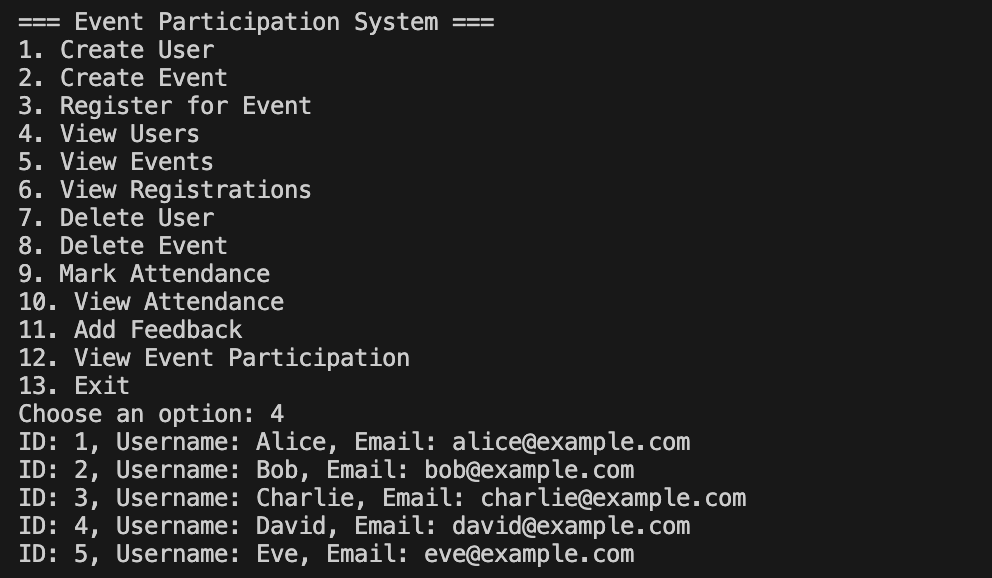 === Event Participation System ===
1. Create User
2. Create Event
3. Register for Event
4. View Users
5. View Events
6. View Registrations
7. Delete User
8. Delete Event
9. Mark Attendance
10. View Attendance
11. Add Feedback
12. View Event Participation
13. Exit
Choose an option: 4
ID: 1, Username: Alice, Email: alice@example.com
ID: 2, Username: Bob, Email: bob@example.com
ID: 3, Username: Charlie, Email: charlie@example.com
ID: 4, Username: David, Email: david@example.com
ID: 5, Username: Eve, Email: eve@example.com